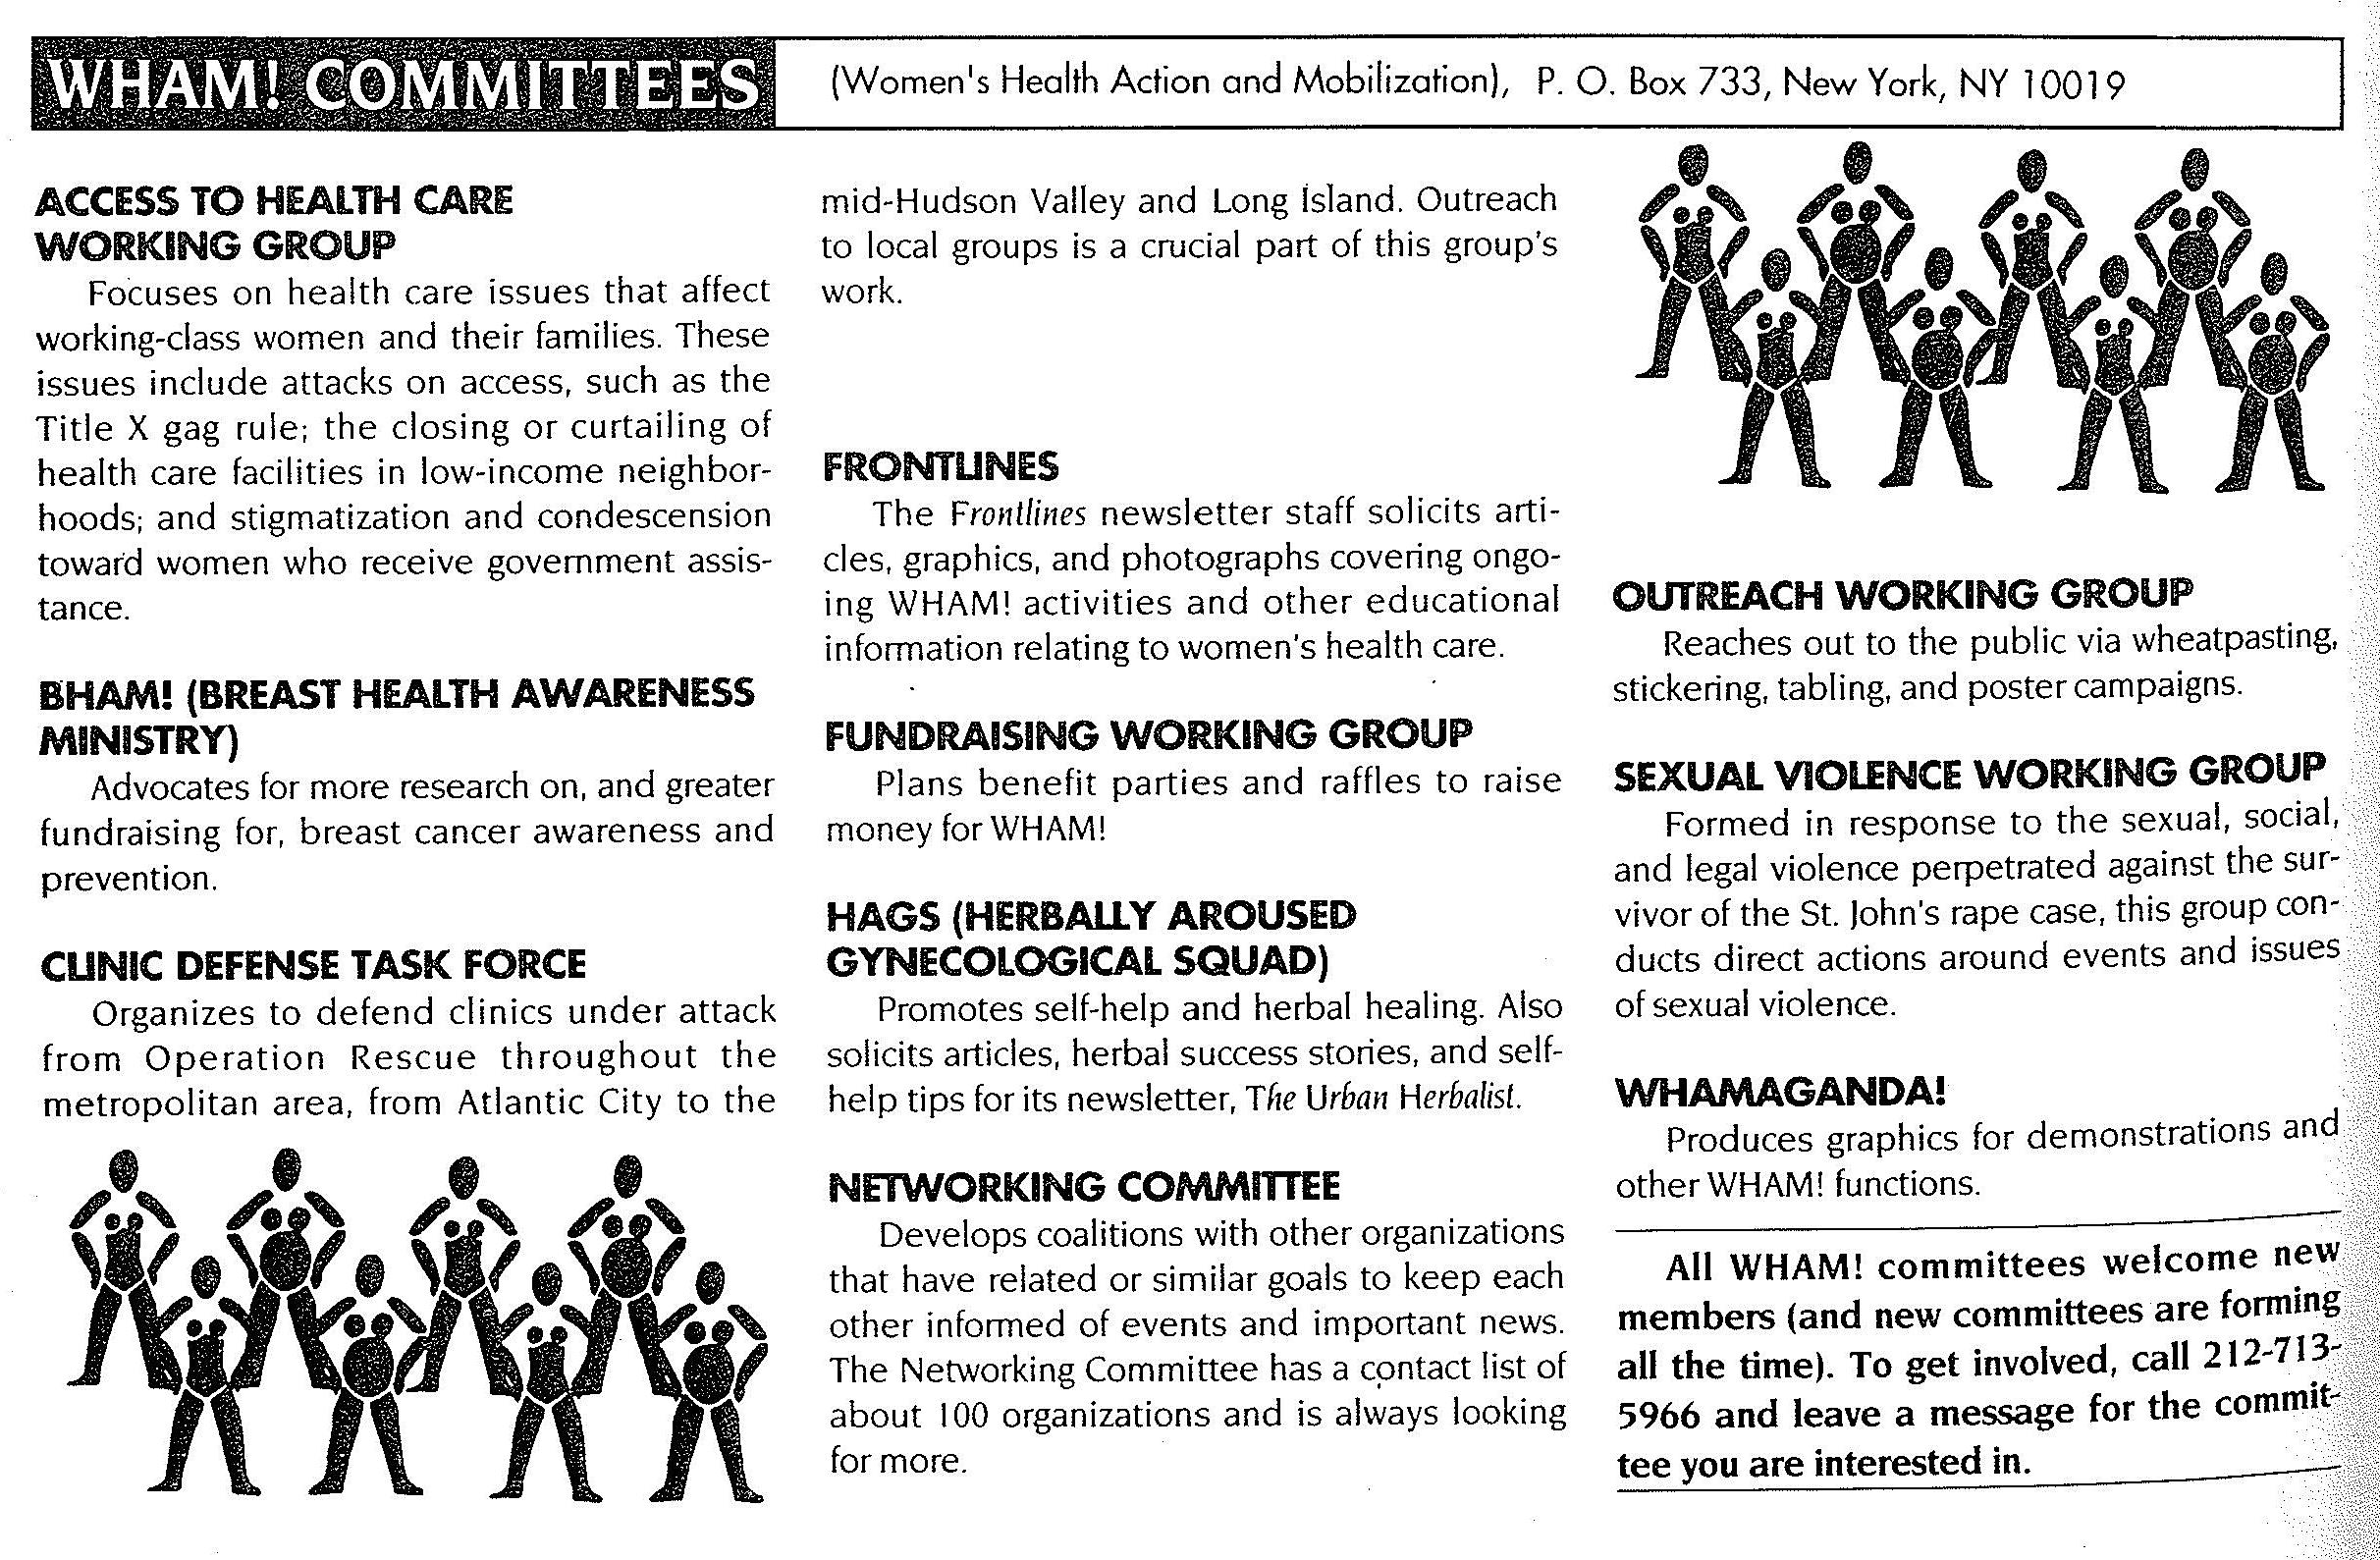 WHAM! COMMITTEES
(Women's Health Action and Mobilization), P. O. Box 733, New York, NY 10019
ACCESS TO HEALTH CARE
WORKING GROUP
Focuses on health care issues that affect
working-class women and their families. These
issues include attacks on access, such as the
Title X gag rule; the closing or curtailing of
health care facilities in low-income neighbor-
hoods; and stigmatization and condescension
toward women who receive government assis-
tance.
BHAM! (BREAST HEALTH AWARENESS
MINISTRY)
Advocates for more research on, and greater
fundraising for, breast cancer awareness and
prevention.
CLINIC DEFENSE TASK FORCE
Organizes to defend clinics under attack
from Operation Rescue throughout the
metropolitan area, from Atlantic City to the
mid-Hudson Valley and Long Island. Outreach
to local groups is a crucial part of this group's
work.
FRONTLINES
The Frontlines newsletter staff solicits arti-
cles, graphics, and photographs covering ongo-
ing WHAM! activities and other educational
information relating to women's health care.
FUNDRAISING WORKING GROUP
Plans benefit parties and raffles to raise
money for WHAM!
HAGS (HERBALLY AROUSED
GYNECOLOGICAL SQUAD)
Promotes self-help and herbal healing. Also
solicits articles, herbal success stories, and self-
help tips for its newsletter, The Urban Herbalist.
NETWORKING COMMITTEE
Develops coalitions with other organizations
that have related or similar goals to keep each
other informed of events and important news.
The Networking Committee has a contact list of
about 100 organizations and is always looking
for more.
OUTREACH WORKING GROUP
Reaches out to the public via wheatpasting,
stickering, tabling, and poster campaigns.
SEXUAL VIOLENCE WORKING GROUP
Formed in response to the sexual, social,
and legal violence perpetrated against the sur-
vivor of the St. John's rape case, this group con-
ducts direct actions around events and issues
of sexual violence.
WHAMAGANDA!
Produces graphics for demonstrations and
other WHAM! functions.
All WHAM! committees welcome new
members (and new committees are forming
all the time). To get involved, call 212-713-
5966 and leave a message for the commit-
tee you are interested in.